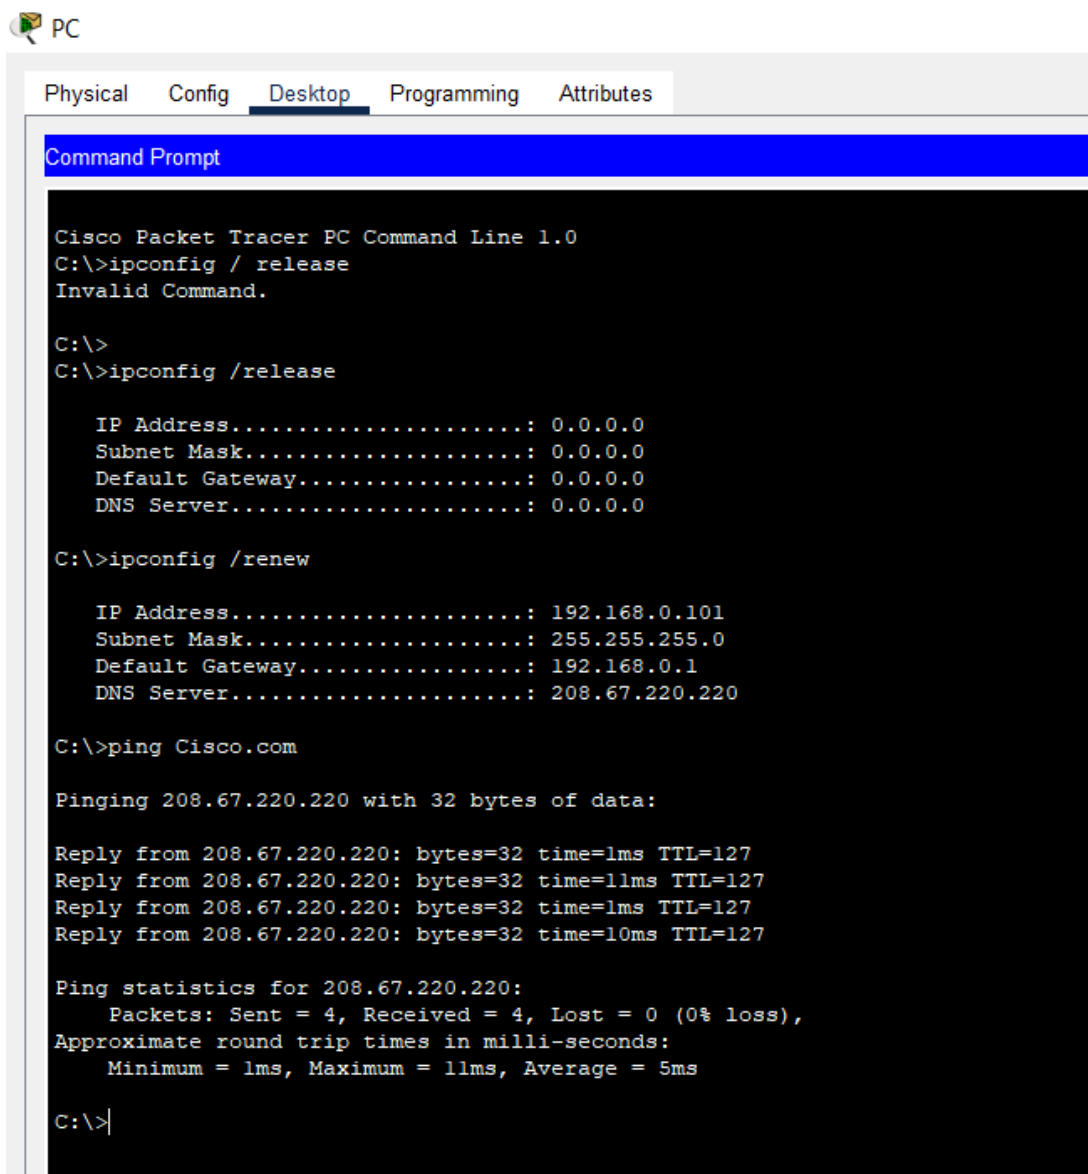 PC
Physical Config Desktop Programming Attributes
Command Prompt
Cisco Packet Tracer PC Command Line 1.0
C:\>ipconfig / release
Invalid Command.
C:\>
C:\>ipconfig /release
IP Address......................: 0.0.0.0
Subnet Mask.....................: 0.0.0.0
Default Gateway.................: 0.0.0.0
DNS Server......................: 0.0.0.0
C:\>ipconfig /renew
IP Address......................: 192.168.0.101
Subnet Mask.....................: 255.255.255.0
Default Gateway.................: 192.168.0.1
DNS Server......................: 208.67.220.220
C:\>ping Cisco.com
Pinging 208.67.220.220 with 32 bytes of data:
Reply from 208.67.220.220: bytes=32 time=1ms TTL=127
Reply from 208.67.220.220: bytes=32 time=11ms TTL=127
Reply from 208.67.220.220: bytes=32 time=1ms TTL=127
Reply from 208.67.220.220: bytes=32 time=10ms TTL=127
Ping statistics for 208.67.220.220:
Packets: Sent = 4, Received = 4, Lost = 0 (0% loss),
Approximate round trip times in milli-seconds:
Minimum = 1ms, Maximum = 11ms, Average = 5ms
C:\>